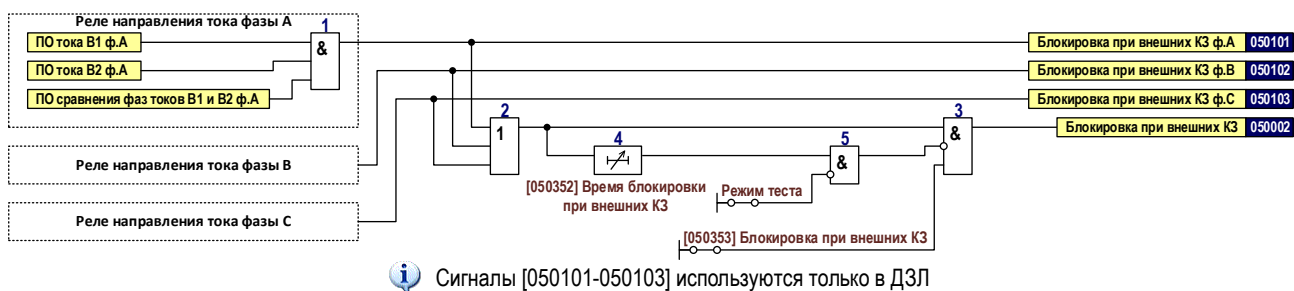 Реле направления тока фазы А
ПО тока В1 ф.А
ПО тока В2 ф.А
ПО сравнения фаз токов В1 и В2 ф.А
1
&
Блокировка при внешних КЗ ф.А 050101
Блокировка при внешних КЗ ф.В 050102
Блокировка при внешних КЗ ф.С 050103
Блокировка при внешних КЗ 050002
2
1
3
&
4
5
&
Реле направления тока фазы В
[050352] Время блокировки
при внешних КЗ
Режим теста
Реле направления тока фазы С
[050353] Блокировка при внешних КЗ
i
Сигналы [050101-050103] используются только в ДЗЛ